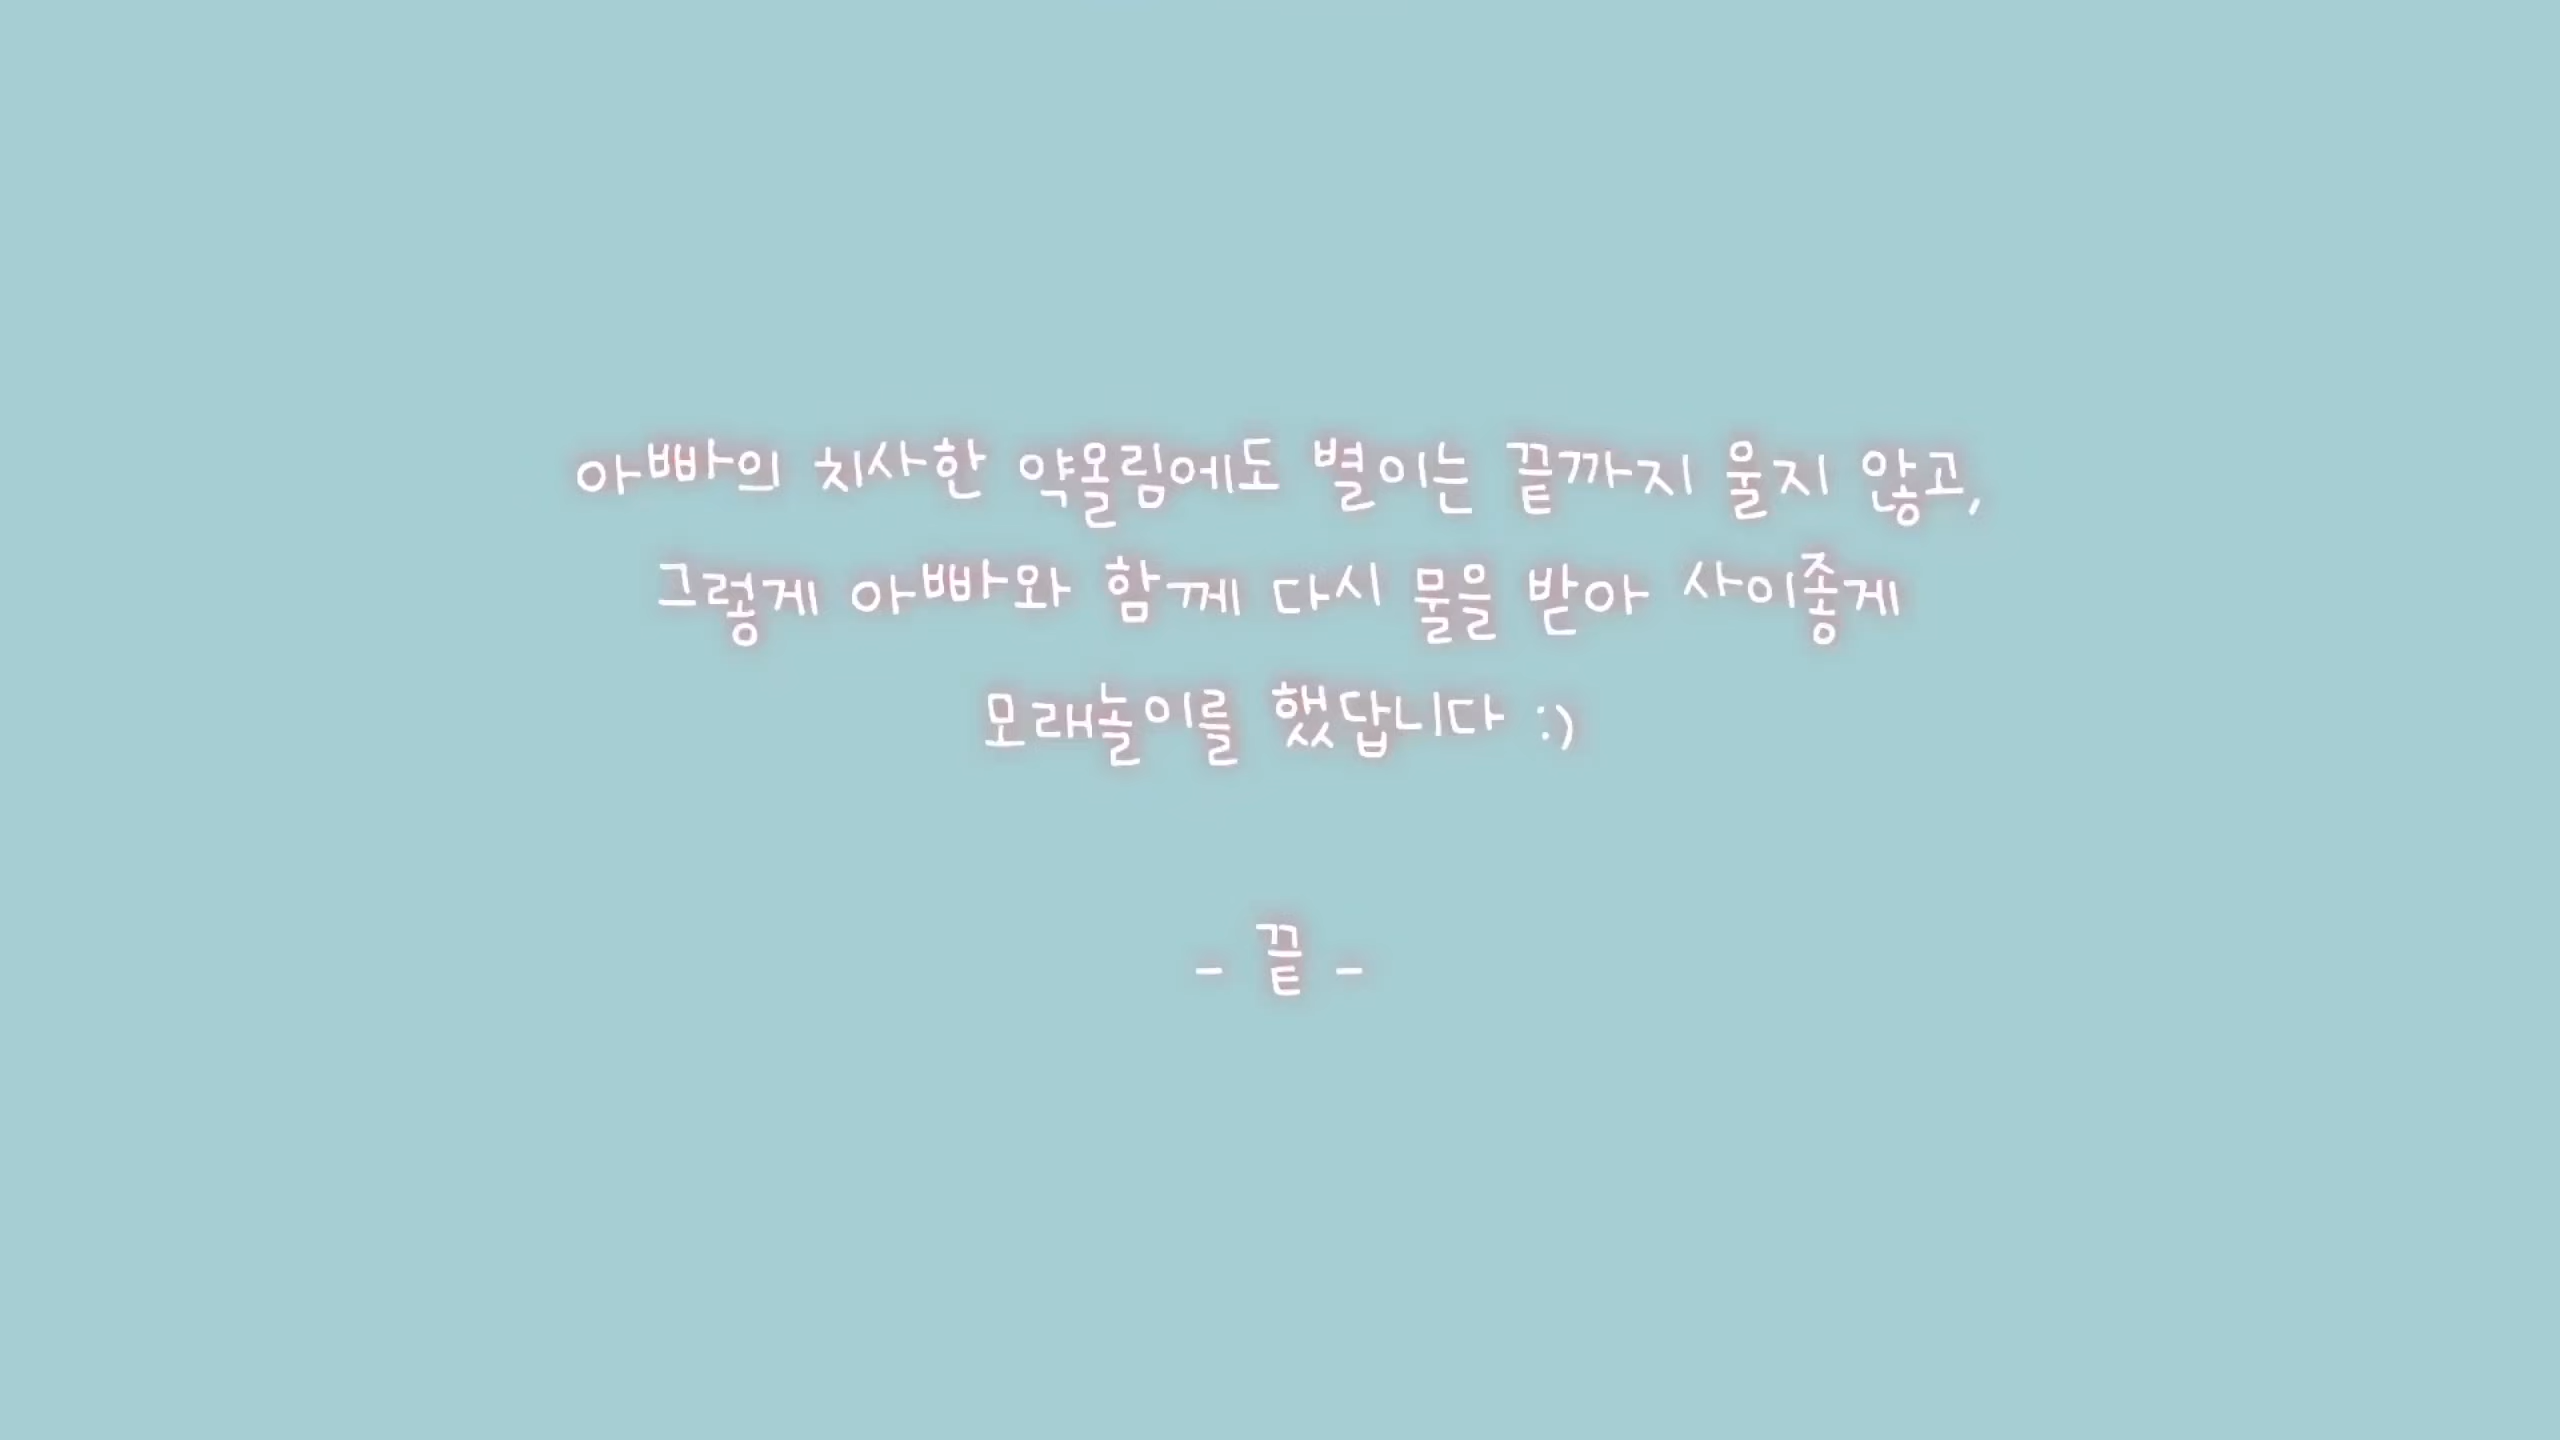 아빠의 치사한 약올림에도 별이는 끝까지 울지 않고,
그렇게 아빠와 함께 다시 물을 받아 사이좋게
모래놀이를 했답니다 :)
- 끝 -